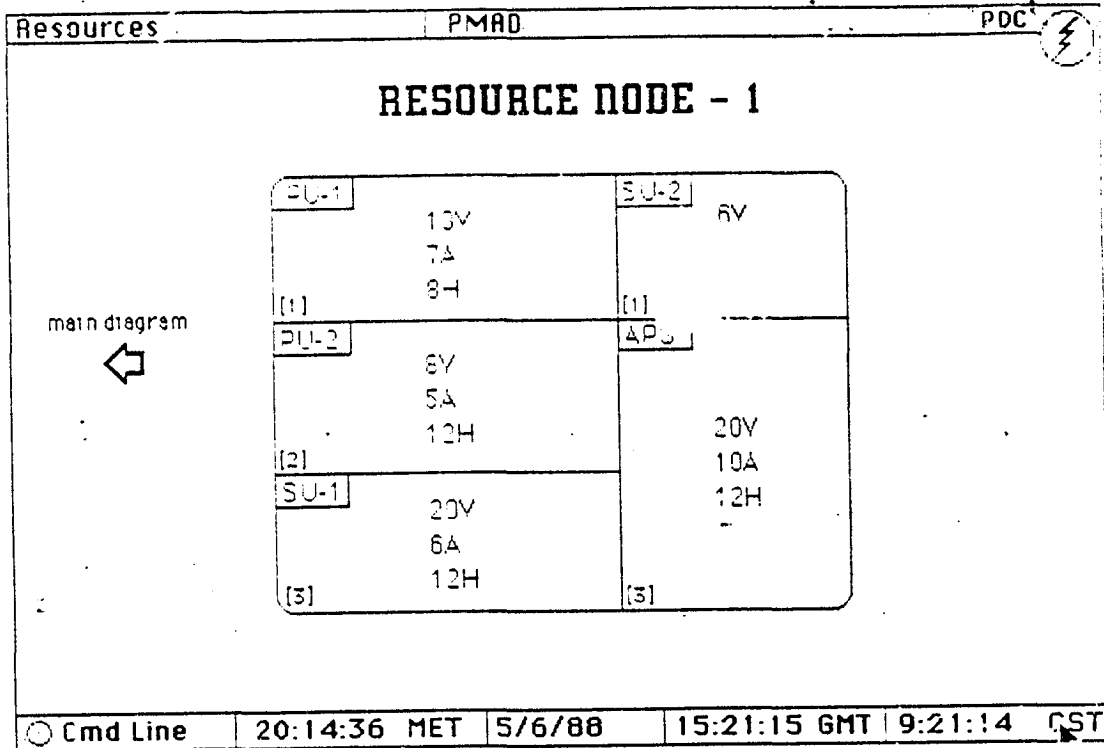 Resources PMAD PDC
RESOURCE NODE - 1
PU-1
7A
8H
[1]
SU-2
6V
[1]
main diagram
PU-2
5A
12H
[2]
20V
10A
12H
[3]
SU-1
20V
6A
12H
[3]
Cmd Line 20:14:36 MET 5/6/88 15:21:15 GMT 9:21:14 CST